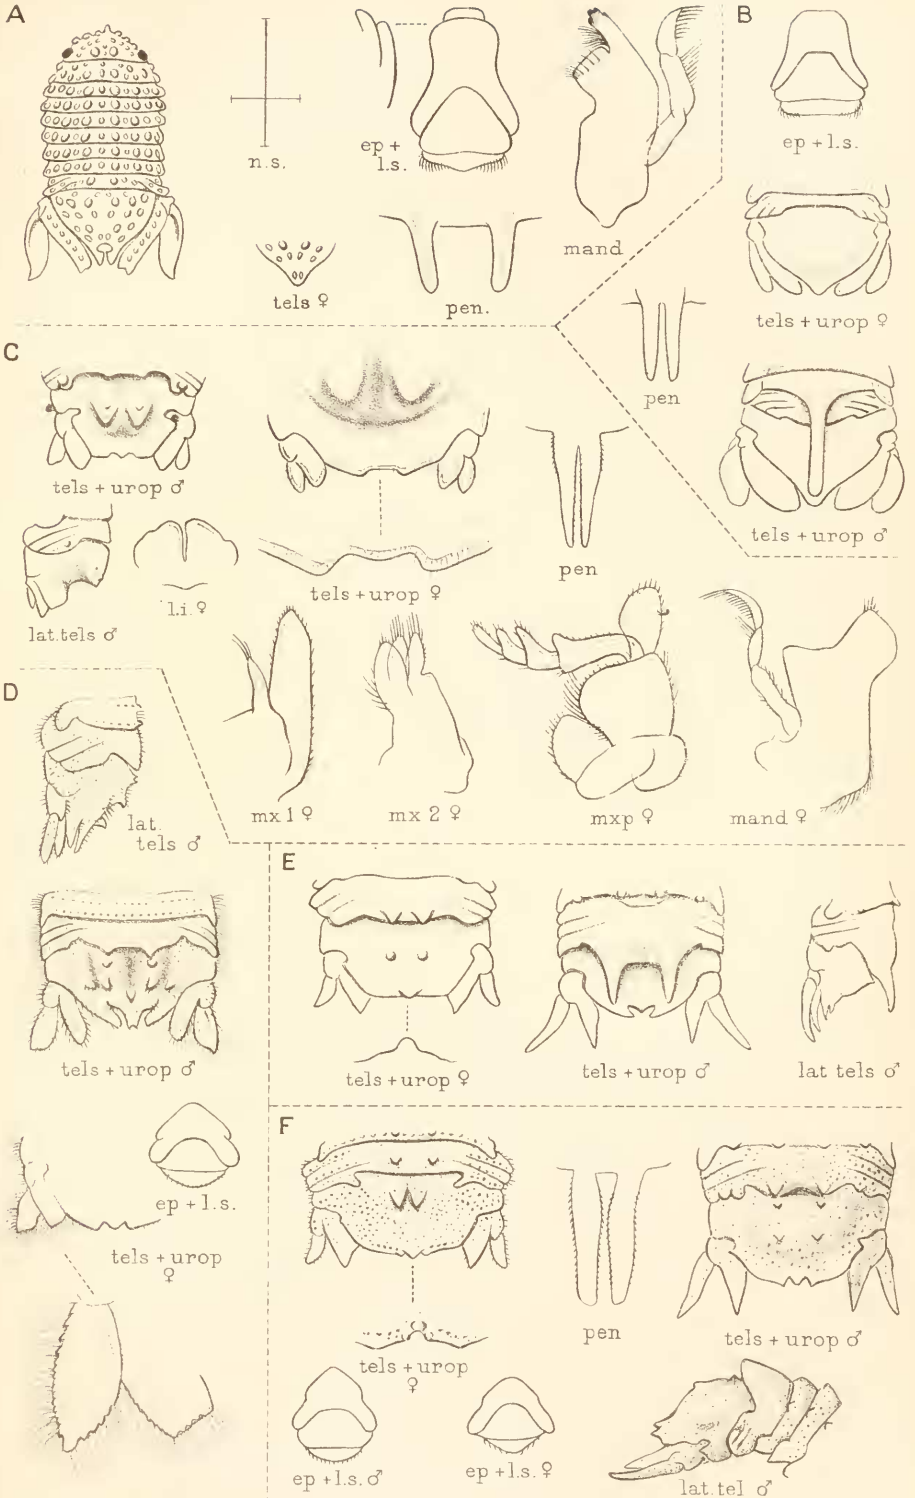 A
n.s.
ep +
l.s.
mand
tels ♀
pen.
B
ep + l.s.
tels + urop ♀
pen
tels + urop ♂
C
tels + urop ♂
lat. tels ♂
l.i. ♀
tels + urop ♀
pen
mx 1 ♀
mx 2 ♀
mxp ♀
mand ♀
D
lat.
tels ♂
tels + urop ♂
ep + l.s.
tels + urop
♀
E
tels + urop ♀
tels + urop ♂
lat tels ♂
F
tels + urop
♀
pen
tels + urop ♂
ep + l.s. ♂
ep + l.s. ♀
lat. tel ♂